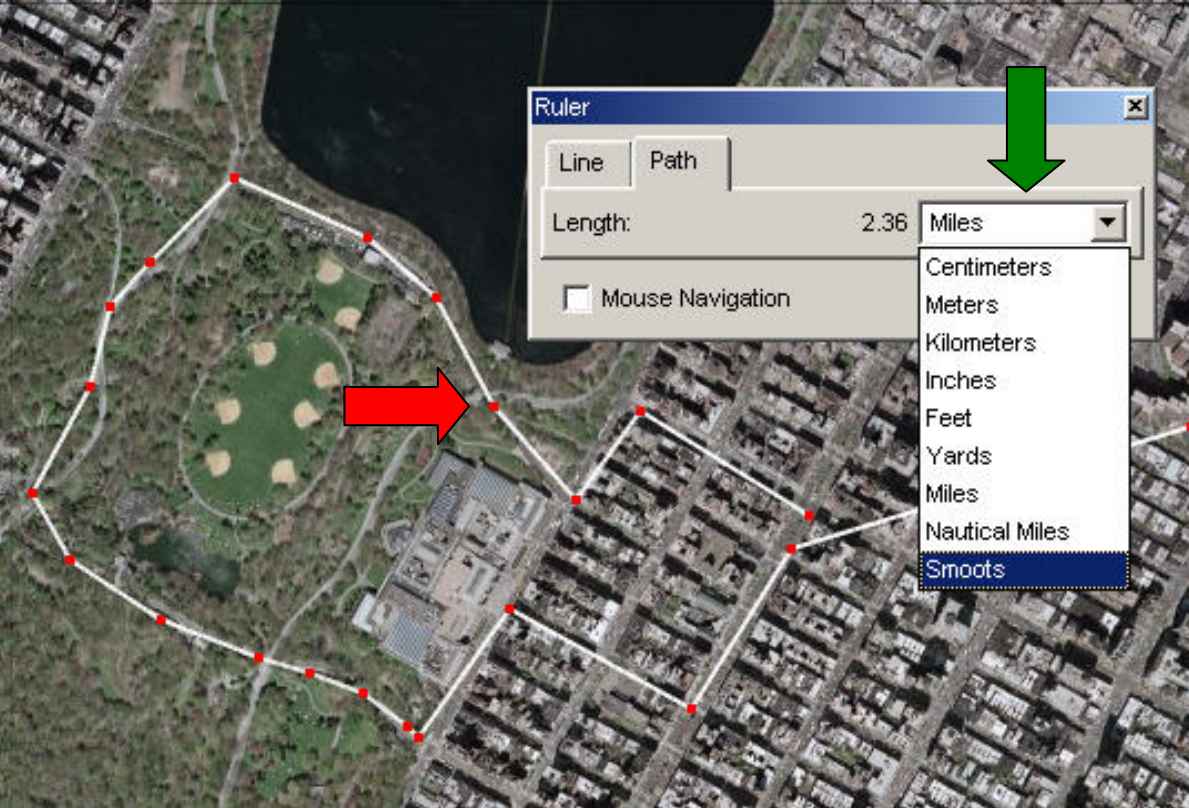 Ruler
Line Path
Length: 2.36 Miles
Centimeters
Meters
Mouse Navigation
Kilometers
Inches
Feet
Yards
Miles
Nautical Miles
Smoots